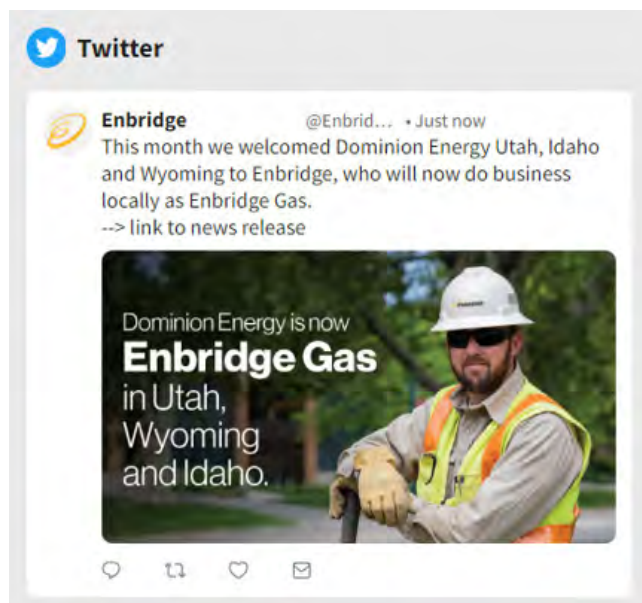 Twitter
Enbridge @Enbrid... • Just now
This month we welcomed Dominion Energy Utah, Idaho
and Wyoming to Enbridge, who will now do business
locally as Enbridge Gas.
--> link to news release
Dominion Energy is now
Enbridge Gas
in Utah,
Wyoming
and Idaho.